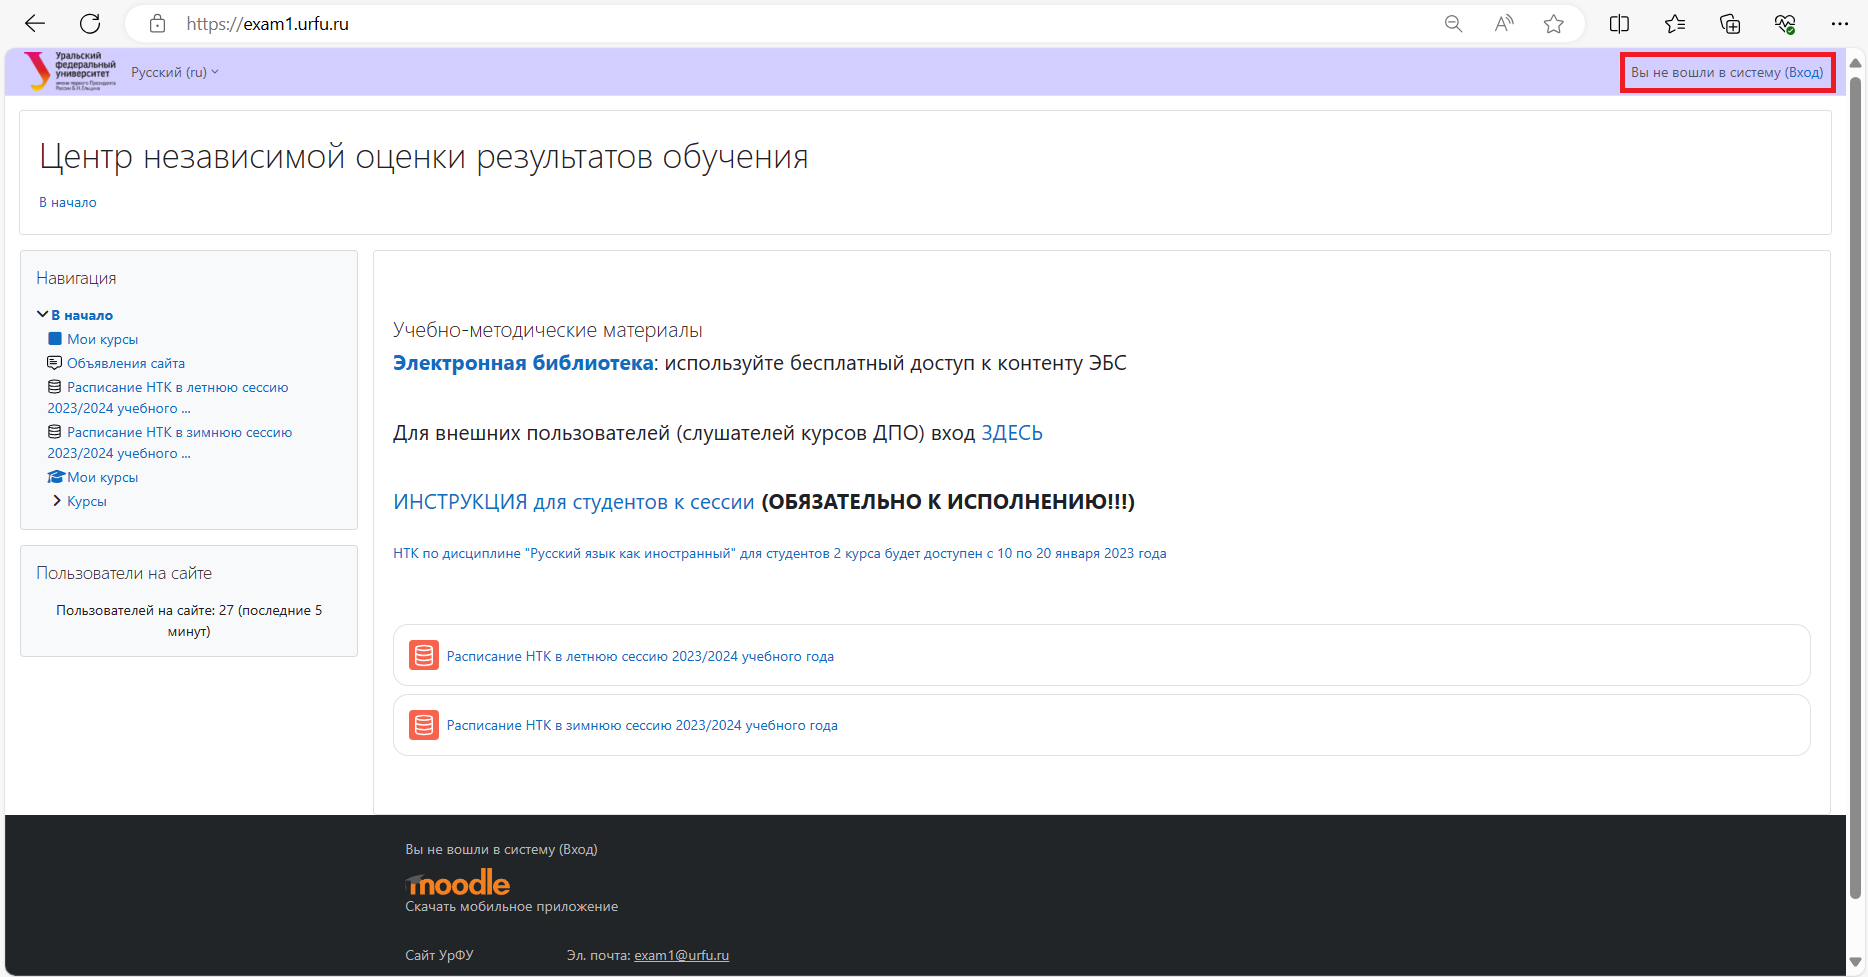 https://exam1.urfu.ru
Уральский
федеральный
университет
имени первого Президента
России Б.Н.Ельцина
Русский (ru)
Вы не вошли в систему (Вход)
Центр независимой оценки результатов обучения
В начало
Навигация
В начало
Мои курсы
Объявления сайта
Расписание НТК в летнюю сессию
2023/2024 учебного ...
Расписание НТК в зимнюю сессию
2023/2024 учебного ...
Мои курсы
Курсы
Пользователи на сайте
Пользователей на сайте: 27 (последние 5
минут)
Учебно-методические материалы
Электронная библиотека: используйте бесплатный доступ к контенту ЭБС
Для внешних пользователей (слушателей курсов ДПО) вход ЗДЕСЬ
ИНСТРУКЦИЯ для студентов к сессии (ОБЯЗАТЕЛЬНО К ИСПОЛНЕНИЮ!!!)
НТК по дисциплине "Русский язык как иностранный" для студентов 2 курса будет доступен с 10 по 20 января 2023 года
Расписание НТК в летнюю сессию 2023/2024 учебного года
Расписание НТК в зимнюю сессию 2023/2024 учебного года
Вы не вошли в систему (Вход)
moodle
Скачать мобильное приложение
Сайт УрФУ
Эл. почта: exam1@urfu.ru